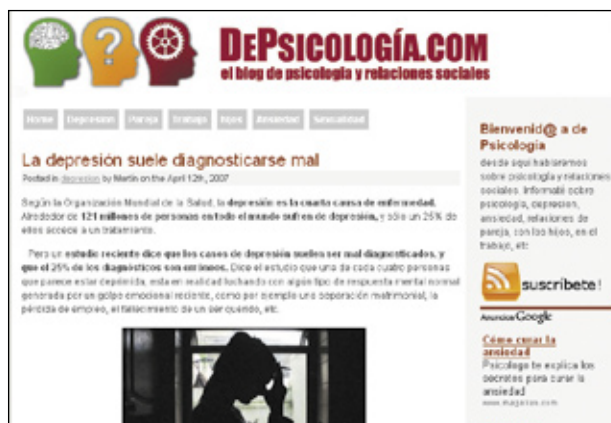 ?
DEPSICOLOGÍA.COM
el blog de psicologia y relaciones sociales
Home Depresion Pareja Trabajo hijos Ansiedad Sexualidad
La depresión suele diagnosticarse mal
Posted in depresion by Martin on the April 12th, 2007
Según la Organización Mundial de la Salud, la depresión es la cuarta causa de enfermedad.
Alrededor de 121 millones de personas en todo el mundo sufren de depresión, y sólo un 25% de
ellos accede a un tratamiento.
Pero un estudio reciente dice que los casos de depresión suelen ser mal diagnosticados, y
que el 25% de los diagnósticos son erróneos. Dice el estudio que una de cada cuatro personas
que parece estar deprimida, esta en realidad luchando con algún tipo de respuesta mental normal
generada por un golpe emocional reciente, como por ejemplo una separación matrimonial, la
pérdida de empleo, el fallecimiento de un ser querido, etc.
Bienvenid@ a de
Psicología
desde aquí hablaremos
sobre psicología y relaciones
sociales. Informate sobre
psicología, depresion,
ansiedad, relaciones de
pareja, con los hijos, en el
trabajo, etc
suscribete!
Anuncios Google
Cómo curar la
ansiedad
Psicologo te explica los
secretos para curar la
ansiedad